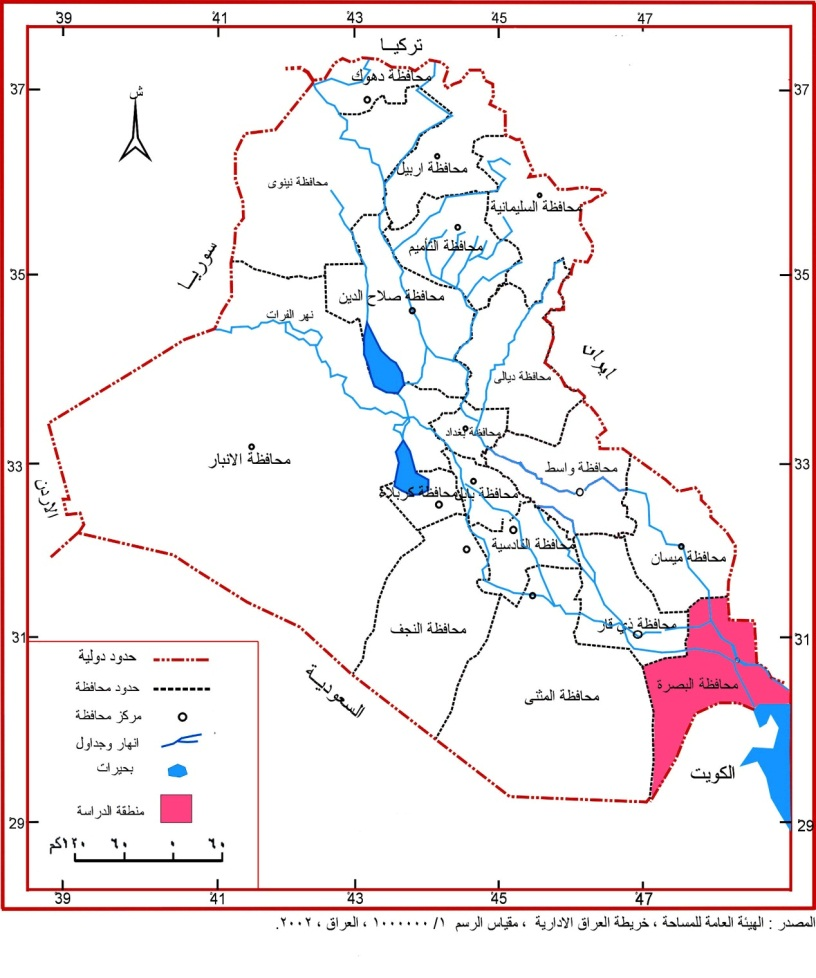 39 41 43 45 47
تركيا
37 37
ش
محافظة دهوك
محافظة اربيل
محافظة نينوى
محافظة السليمانية
محافظة التأميم
سوريا
35 35
محافظة صلاح الدين
نهر الفرات
ايران
محافظة ديالى
محافظة بغداد
33 33
محافظة الانبار
محافظة واسط
محافظة كربلاء
محافظة بابل
الاردن
محافظة القادسية
محافظة ميسان
31 31
محافظة ذي قار
محافظة النجف
محافظة البصرة
محافظة المثنى
السعودية
الكويت
حدود دولية
حدود محافظة
مركز محافظة
انهار وجداول
بحيرات
منطقة الدراسة
29 29
١٢٠كم ٦٠ ٠ ٦٠
39 41 43 45 47
المصدر : الهيئة العامة للمساحة ، خريطة العراق الادارية ، مقياس الرسم ١/ ١٠٠٠٠٠٠ ، العراق ، ٢٠٠٢.